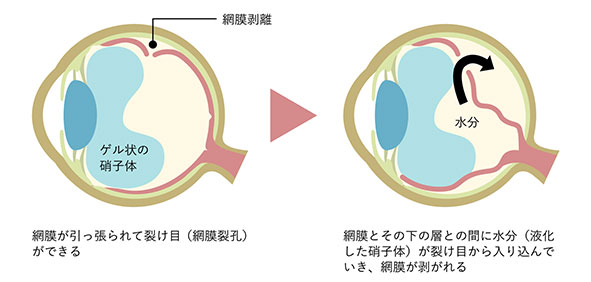 網膜剥離
ゲル状の
硝子体
網膜が引っ張られて裂け目（網膜裂孔）
ができる
水分
網膜とその下の層との間に水分（液化
した硝子体）が裂け目から入り込んで
いき、網膜が剥がれる